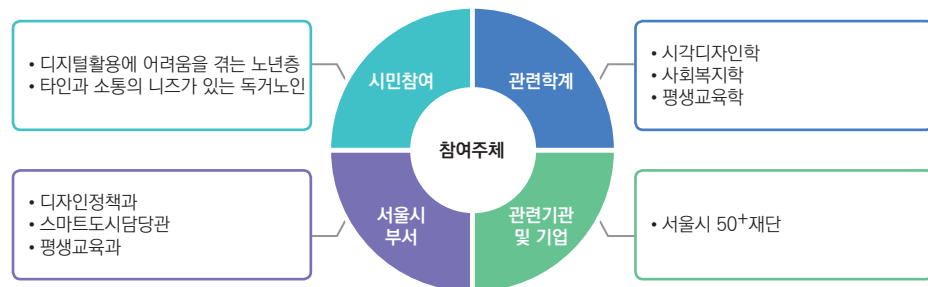 • 디지털활용에 어려움을 겪는 노년층
• 타인과 소통의 니즈가 있는 독거노인
시민참여
관련학계
• 시각디자인학
• 사회복지학
• 평생교육학
참여주체
• 디자인정책과
• 스마트도시담당관
• 평생교육과
서울시
부서
관련기관
및 기업
• 서울시 50⁺재단